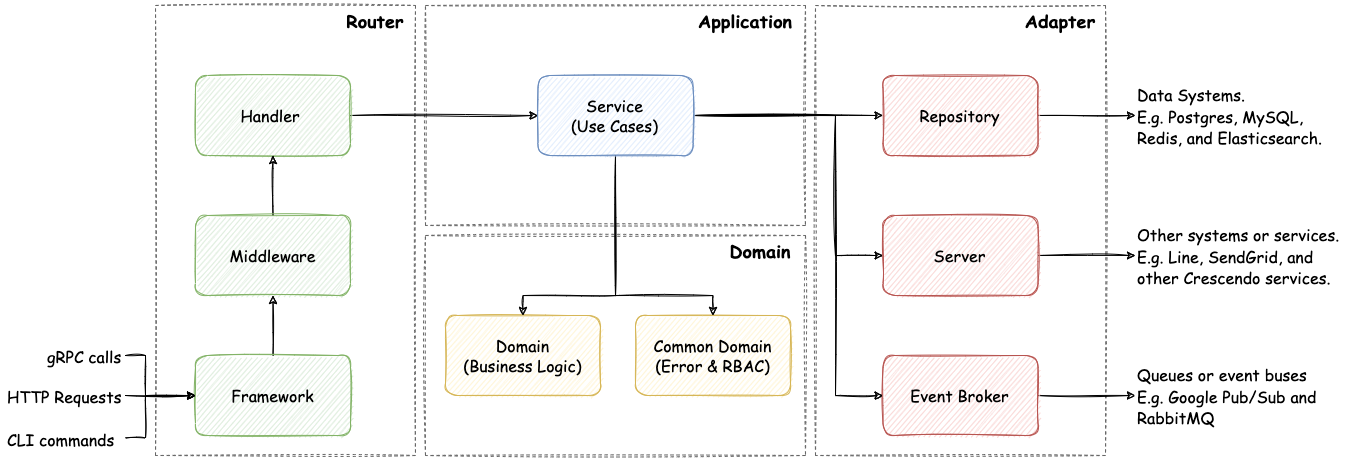 Router
Handler
Middleware
Framework
gRPC calls
HTTP Requests
CLI commands
Application
Service
(Use Cases)
Domain
Domain
(Business Logic)
Common Domain
(Error & RBAC)
Adapter
Repository
Server
Event Broker
Data Systems.
E.g. Postgres, MySQL,
Redis, and Elasticsearch.
Other systems or services.
E.g. Line, SendGrid, and
other Crescendo services.
Queues or event buses
E.g. Google Pub/Sub and
RabbitMQ